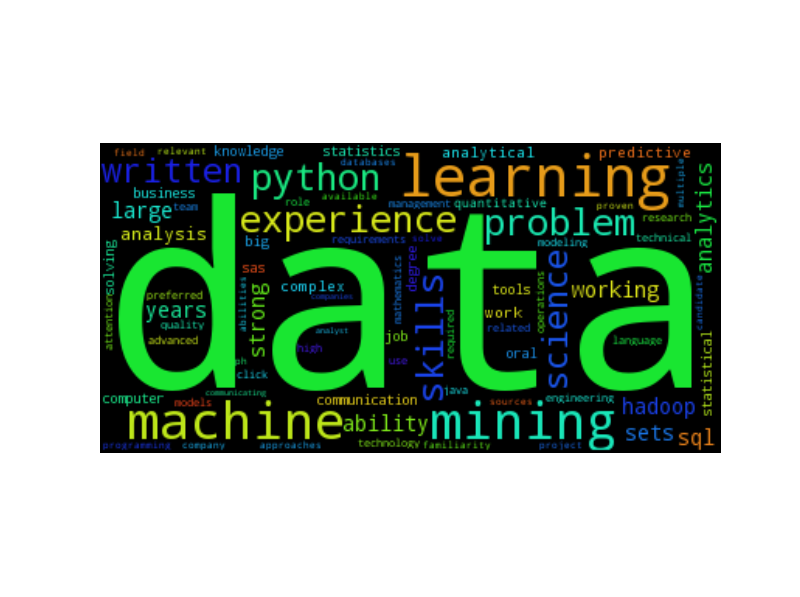 field relevant knowledge statistics analytical predictive
written python databases learning multiple analytics
business role available management quantitative proven
large team experience problem research
analysis big requirements solve modeling technical
data
attention solving sas abilities strong complex companies mathematics degree skills required operations science tools working candidate
preferred years quality advanced analyst work related language
high job use oral statistical
ph click communicating java
computer models communication sources engineering hadoop
machine ability mining sets sql
technology familiarity
programming company approaches project